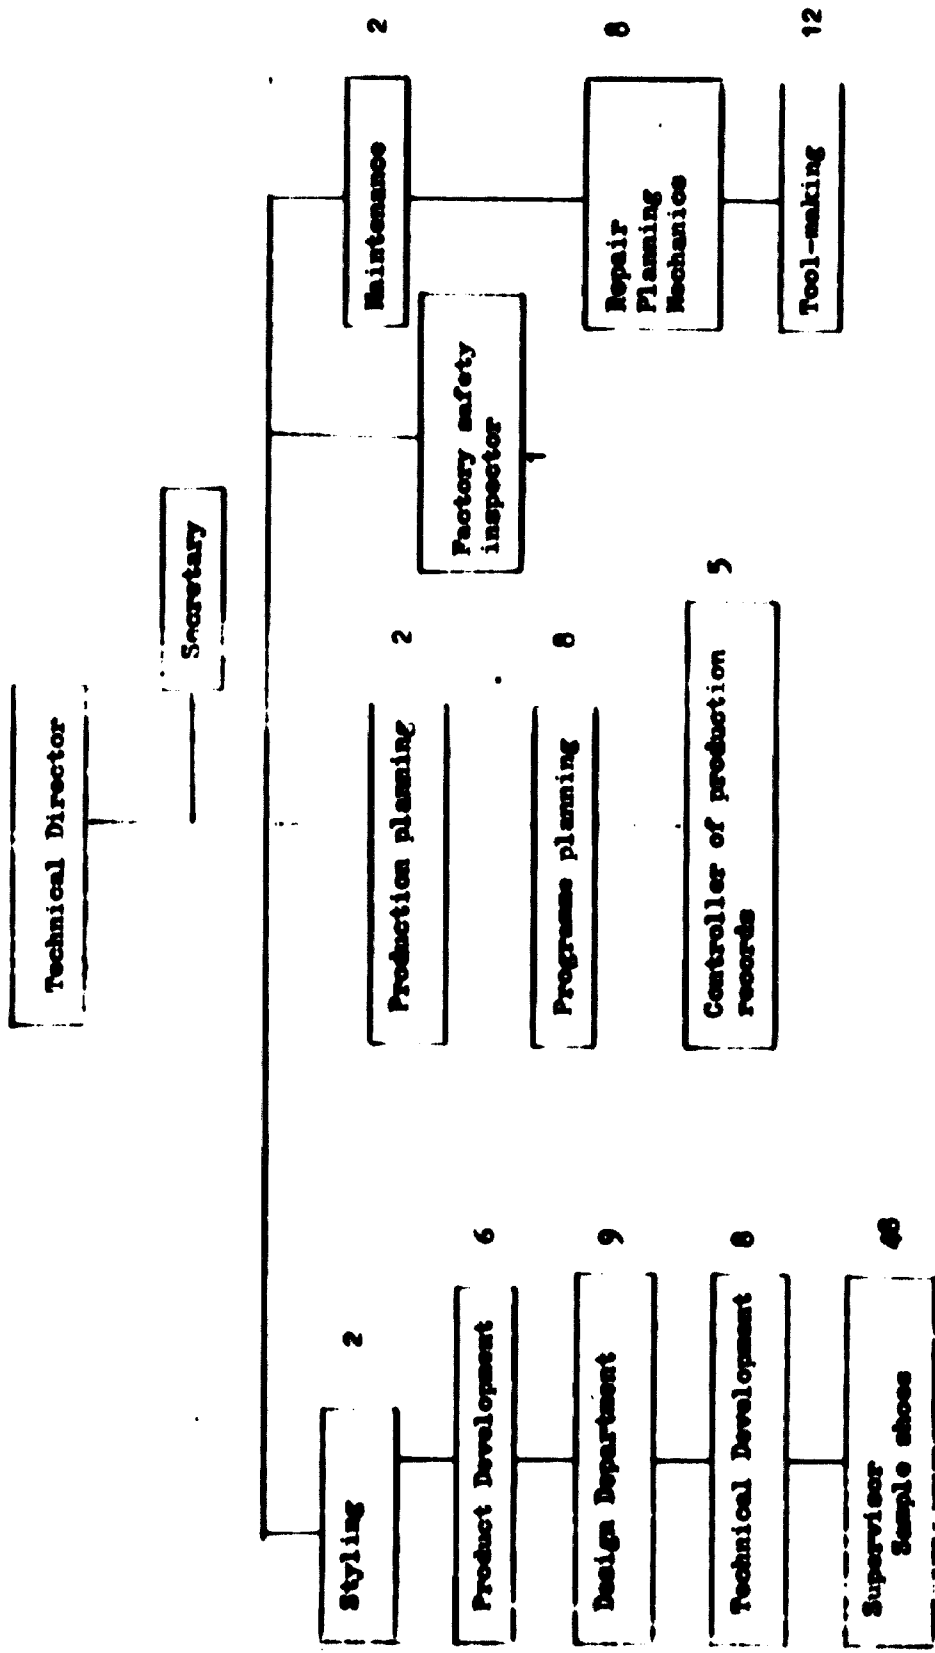 Technical Director
Secretary
Styling
2
Product Development
6
Design Department
9
Technical Development
8
Supervisor
Sample shoes
48
Production planning
2
Programme planning
8
Controller of production
records
5
Factory safety
inspector
Maintenance
2
Repair
Planning
Mechanics
8
Tool-making
12